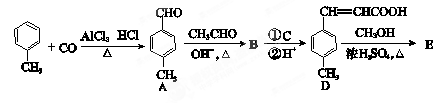 CH₃
+ CO
AlCl₃ HCl
△
CHO
CH₃
A
CH₃CHO
OH⁻,△
B
①C
②H⁺
CH=CHCOOH
CH₃
D
CH₃OH
浓H₂SO₄,△
E